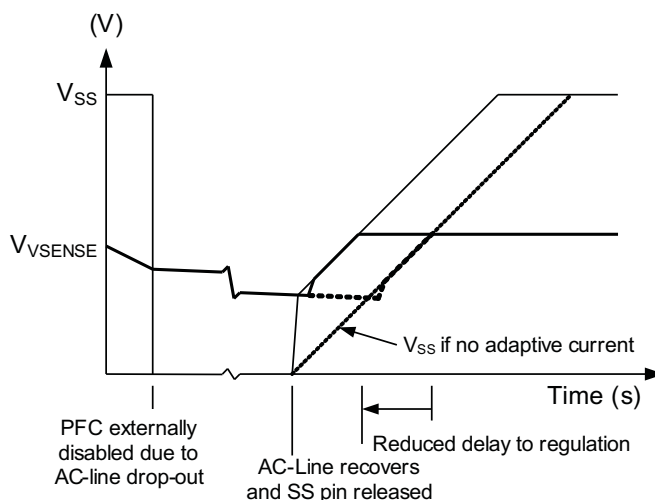 (V)
VSS
VVSENSE
VSS if no adaptive current
Time (s)
PFC externally
disabled due to
AC-line drop-out
AC-Line recovers
and SS pin released
Reduced delay to regulation